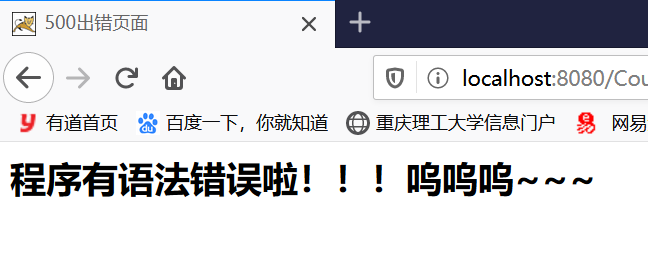 500出错页面
localhost:8080/Cou
有道首页 百度一下，你就知道 重庆理工大学信息门户 网易
程序有语法错误啦！！！呜呜呜~~~